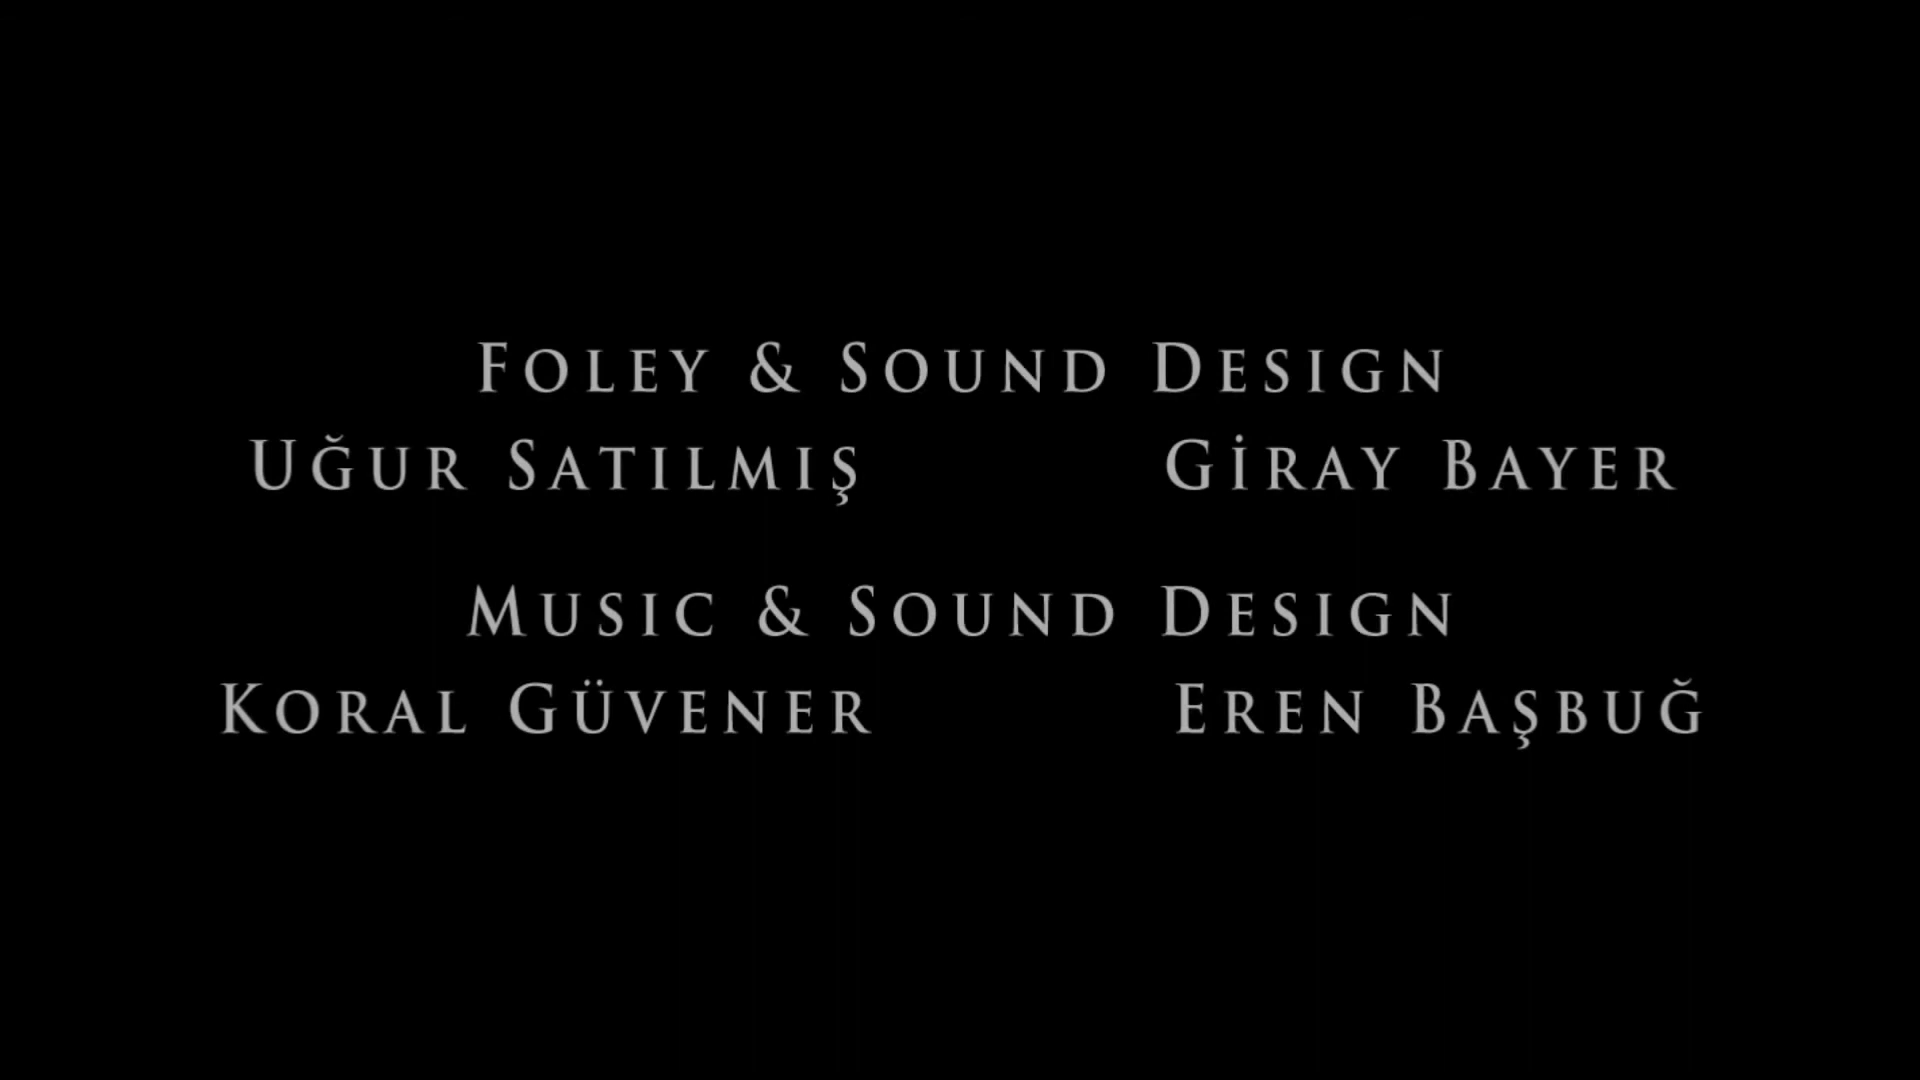 Foley & Sound Design
Uğur Satılmış Giray Bayer
Music & Sound Design
Koral Güvener Eren Başbuğ